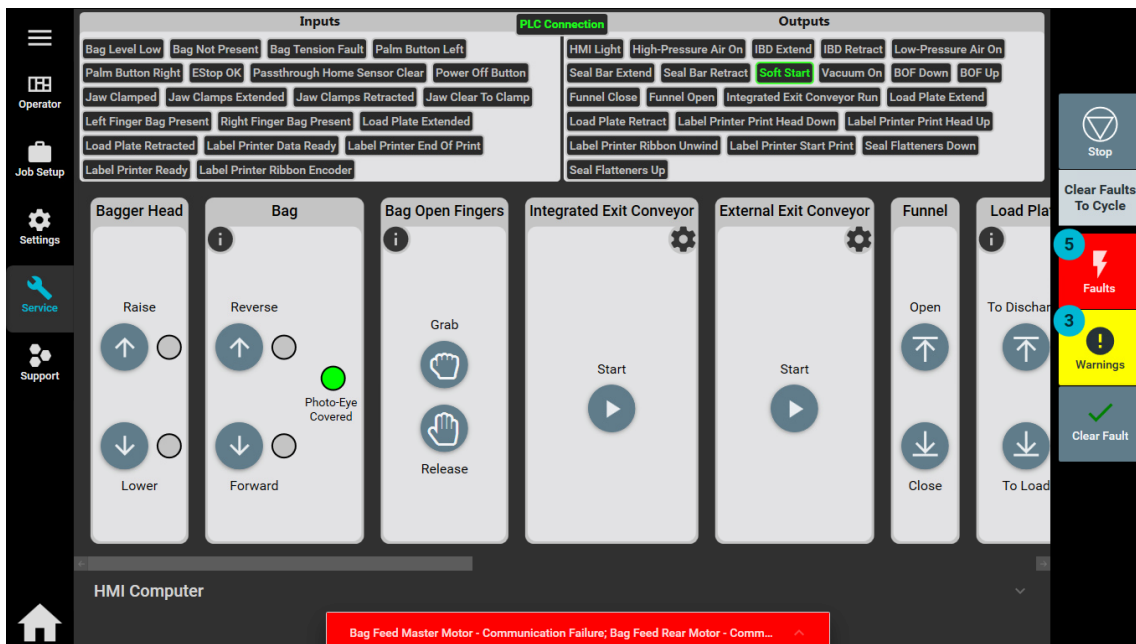 Inputs
PLC Connection
Outputs
Bag Level Low Bag Not Present Bag Tension Fault Palm Button Left
Palm Button Right EStop OK Passthrough Home Sensor Clear Power Off Button
Jaw Clamped Jaw Clamps Extended Jaw Clamps Retracted Jaw Clear To Clamp
Left Finger Bag Present Right Finger Bag Present Load Plate Extended
Load Plate Retracted Label Printer Data Ready Label Printer End Of Print
Label Printer Ready Label Printer Ribbon Encoder
HMI Light High-Pressure Air On IBD Extend IBD Retract Low-Pressure Air On
Seal Bar Extend Seal Bar Retract Soft Start Vacuum On BOF Down BOF Up
Funnel Close Funnel Open Integrated Exit Conveyor Run Load Plate Extend
Load Plate Retract Label Printer Print Head Down Label Printer Print Head Up
Label Printer Ribbon Unwind Label Printer Start Print Seal Flatteners Down
Seal Flatteners Up
Operator
Job Setup
Settings
Service
Support
Bagger Head
Raise
Lower
Bag
Reverse
Photo-Eye
Covered
Forward
Bag Open Fingers
Grab
Release
Integrated Exit Conveyor
Start
External Exit Conveyor
Start
Funnel
Open
Close
Load Pla
To Dischar
To Load
Stop
Clear Faults
To Cycle
5
Faults
3
Warnings
Clear Fault
HMI Computer
Bag Feed Master Motor - Communication Failure; Bag Feed Rear Motor - Comm...